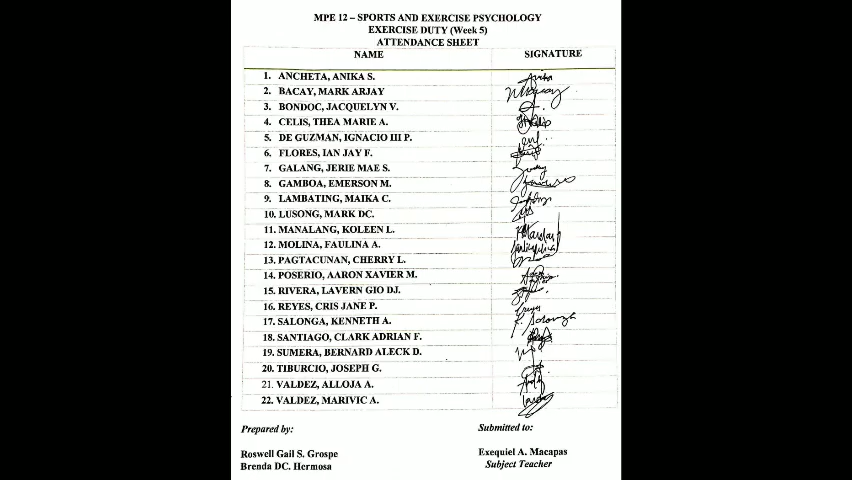 MPE 12 – SPORTS AND EXERCISE PSYCHOLOGY
EXERCISE DUTY (Week 5)
ATTENDANCE SHEET
NAME SIGNATURE
1. ANCHETA, ANIKA S. Anika
2. BACAY, MARK ARJAY
3. BONDOC, JACQUELYN V.
4. CELIS, THEA MARIE A.
5. DE GUZMAN, IGNACIO III P.
6. FLORES, IAN JAY F.
7. GALANG, JERIE MAE S.
8. GAMBOA, EMERSON M.
9. LAMBATING, MAIKA C.
10. LUSONG, MARK DC.
11. MANALANG, KOLEEN L.
12. MOLINA, FAULINA A.
13. PAGTACUNAN, CHERRY L.
14. POSERIO, AARON XAVIER M.
15. RIVERA, LAVERN GIO DJ.
16. REYES, CRIS JANE P.
17. SALONGA, KENNETH A.
18. SANTIAGO, CLARK ADRIAN F.
19. SUMERA, BERNARD ALECK D.
20. TIBURCIO, JOSEPH G.
21. VALDEZ, ALLOJA A.
22. VALDEZ, MARIVIC A.
Prepared by: Submitted to:
Roswell Gail S. Grospe Exequiel A. Macapas
Brenda DC. Hermosa Subject Teacher